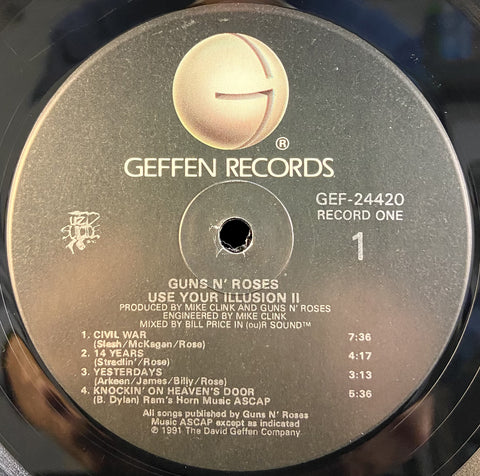 ®
GEFFEN RECORDS
GEF-24420
RECORD ONE
1
GUNS N' ROSES
USE YOUR ILLUSION II
PRODUCED BY MIKE CLINK AND GUNS N' ROSES
ENGINEERED BY MIKE CLINK
MIXED BY BILL PRICE IN (ou)R SOUND™
1. CIVIL WAR 7:36
(Slash/McKagan/Rose)
2. 14 YEARS 4:17
(Stradlin'/Rose)
3. YESTERDAYS 3:13
(Arkeen/James/Billy/Rose)
4. KNOCKIN' ON HEAVEN'S DOOR 5:36
(B. Dylan) Ram's Horn Music ASCAP
All songs published by Guns N' Roses
Music ASCAP except as indicated
℗ 1991 The David Geffen Company